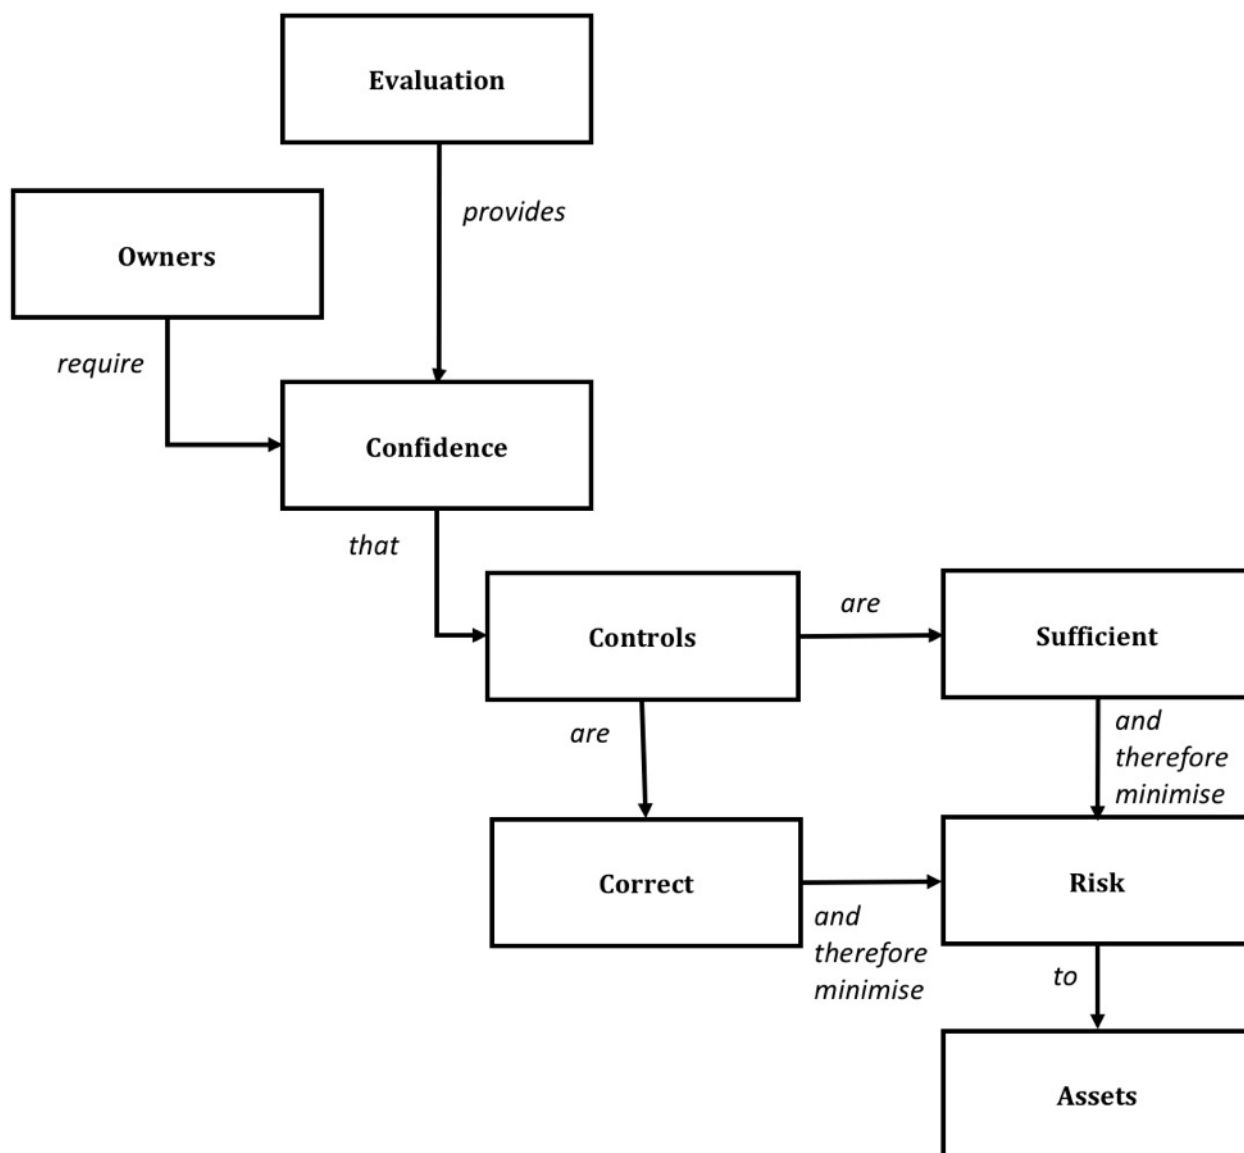 Evaluation
provides
Owners
require
Confidence
that
Controls
are
Sufficient
are
and
therefore
minimise
Correct
and
therefore
minimise
Risk
to
Assets